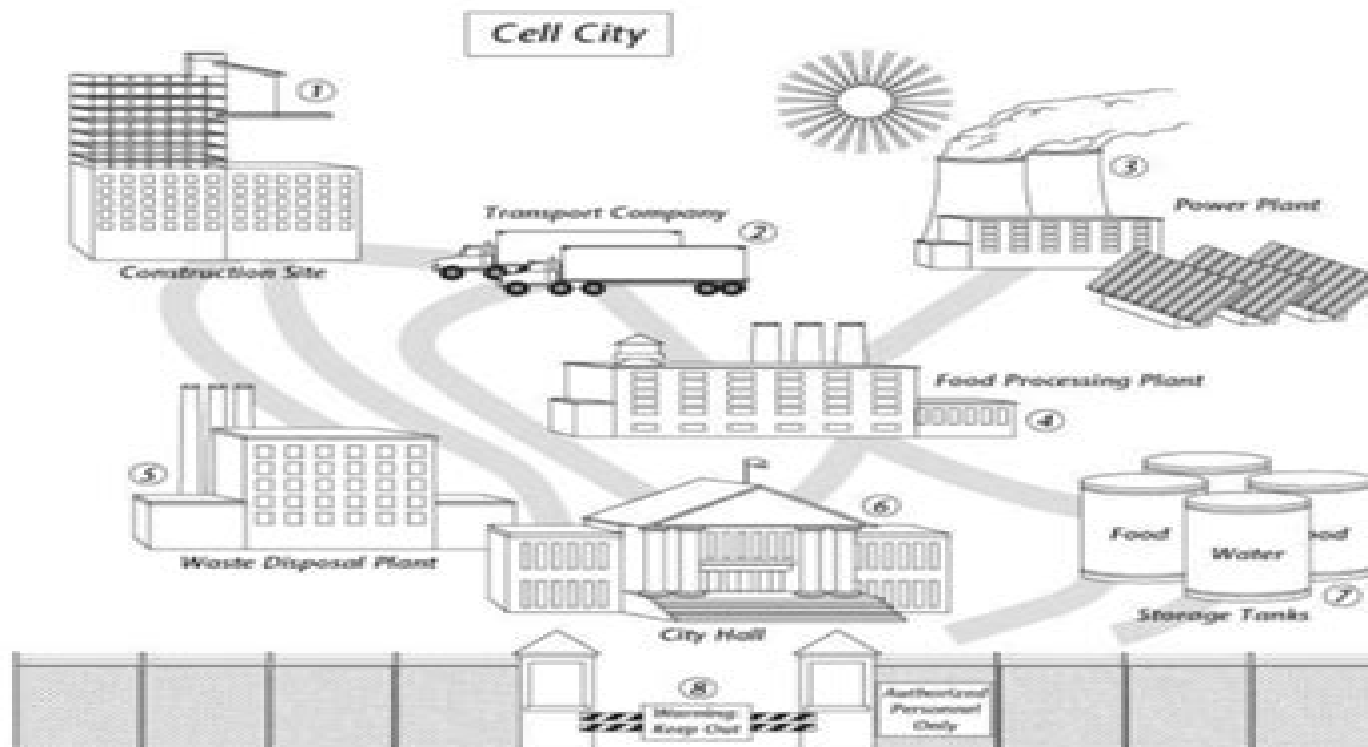 Cell City
1
3
Transport Company
2
Power Plant
Construction Site
Food Processing Plant
4
5
6
Food
ood
Water
Waste Disposal Plant
7
Storage Tanks
City Hall
8
Warning:
Keep Out
Authorized
Personnel
Only